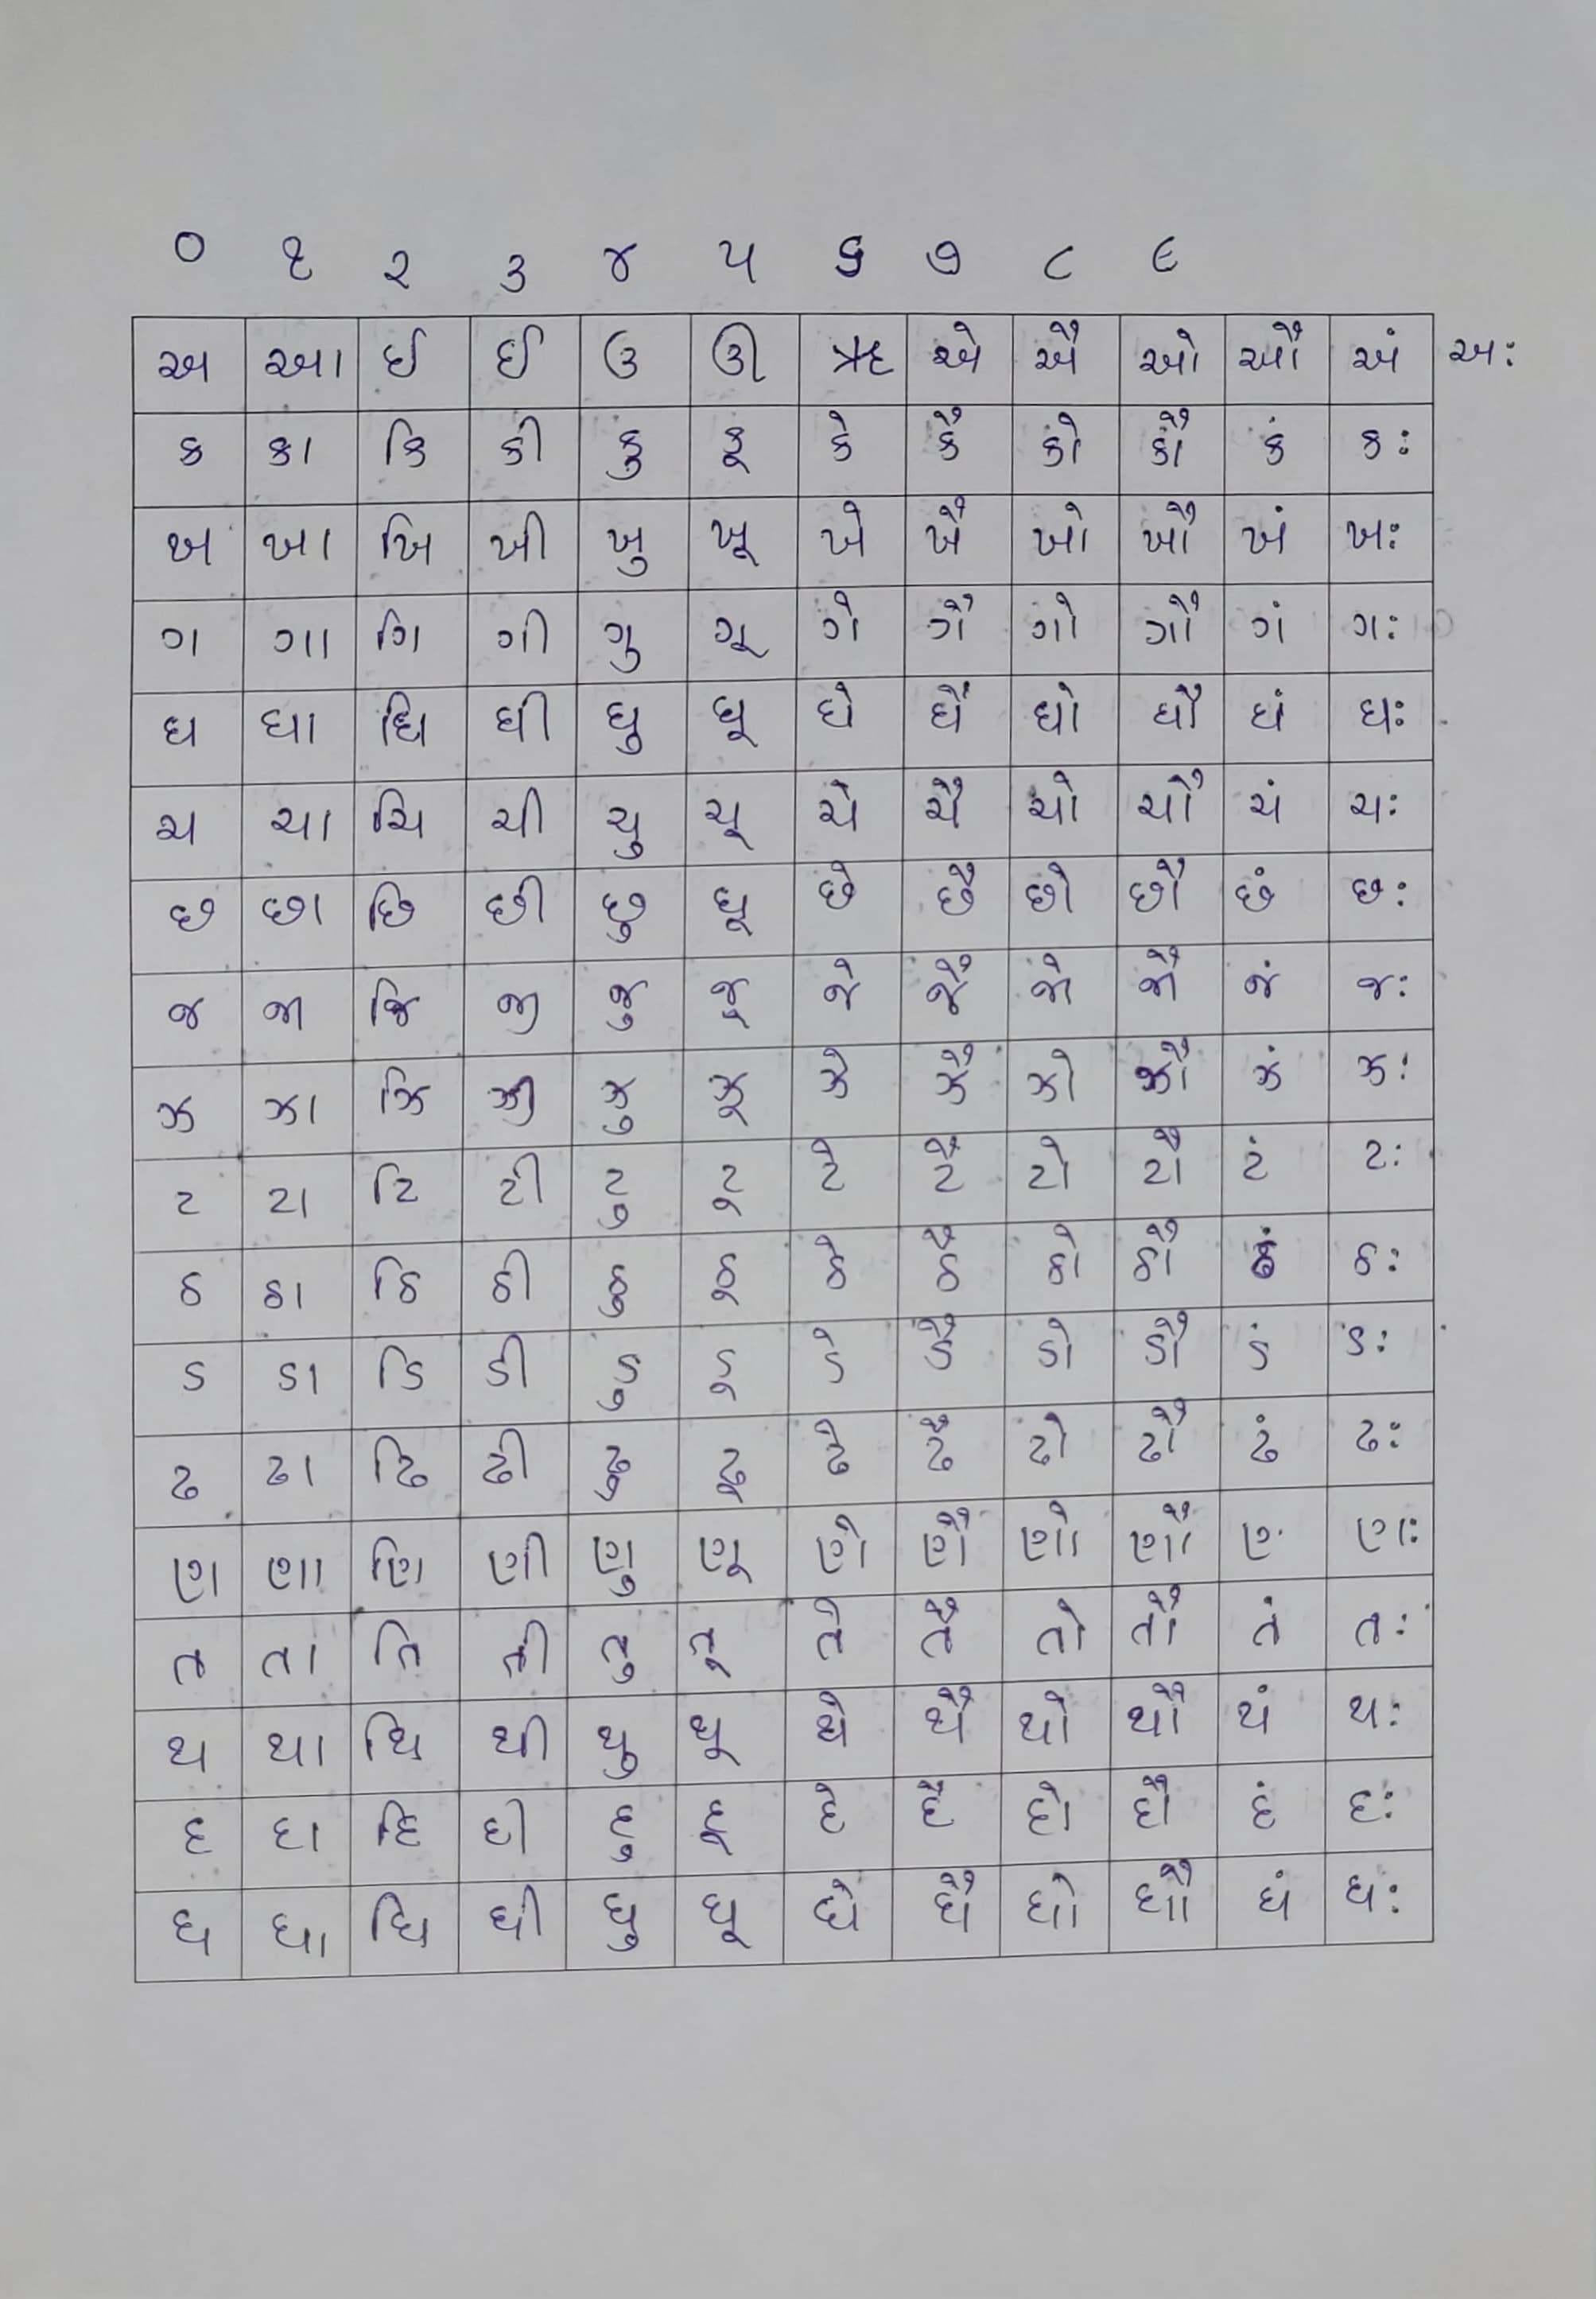 ૦ ૧ ૨ ૩ ૪ ૫ ૬ ૭ ૮ ૯
અ આ ઈ ઈ ઉ ઊ ઋ એ ઐ ઓ ઔ અં અઃ
ક કા કિ કી કુ કૂ કે કૈ કો કૌ કં કઃ
ખ ખા ખિ ખી ખુ ખૂ ખે ખૈ ખો ખૌ ખં ખઃ
ગ ગા ગિ ગી ગુ ગૂ ગે ગૈ ગો ગૌ ગં ગઃ
ઘ ઘા ઘિ ઘી ઘુ ઘૂ ઘે ઘૈ ઘો ઘૌ ઘં ઘઃ
ચ ચા ચિ ચી ચુ ચૂ ચે ચૈ ચો ચૌ ચં ચઃ
છ છા છિ છી છુ છૂ છે છૈ છો છૌ છં છઃ
જ જા જિ જી જુ જૂ જે જૈ જો જૌ જં જઃ
ઝ ઝા ઝિ ઝી ઝુ ઝૂ ઝે ઝૈ ઝો ઝૌ ઝં ઝઃ
ટ ટા ટિ ટી ટુ ટૂ ટે ટૈ ટો ટૌ ટં ટઃ
ઠ ઠા ઠિ ઠી ઠુ ઠૂ ઠે ઠૈ ઠો ઠૌ ઠં ઠઃ
ડ ડા ડિ ડી ડુ ડૂ ડે ડૈ ડો ડૌ ડં ડઃ
ઢ ઢા ઢિ ઢી ઢુ ઢૂ ઢે ઢૈ ઢો ઢૌ ઢં ઢઃ
ણ ણા ણિ ણી ણુ ણૂ ણે ણૈ ણો ણૌ ણં ણઃ
ત તા તિ તી તુ તૂ તે તૈ તો તૌ તં તઃ
થ થા થિ થી થુ થૂ થે થૈ થો થૌ થં થઃ
દ દા દિ દી દુ દૂ દે દૈ દો દૌ દં દઃ
ધ ધા ધિ ધી ધુ ધૂ ધે ધૈ ધો ધૌ ધં ધઃ